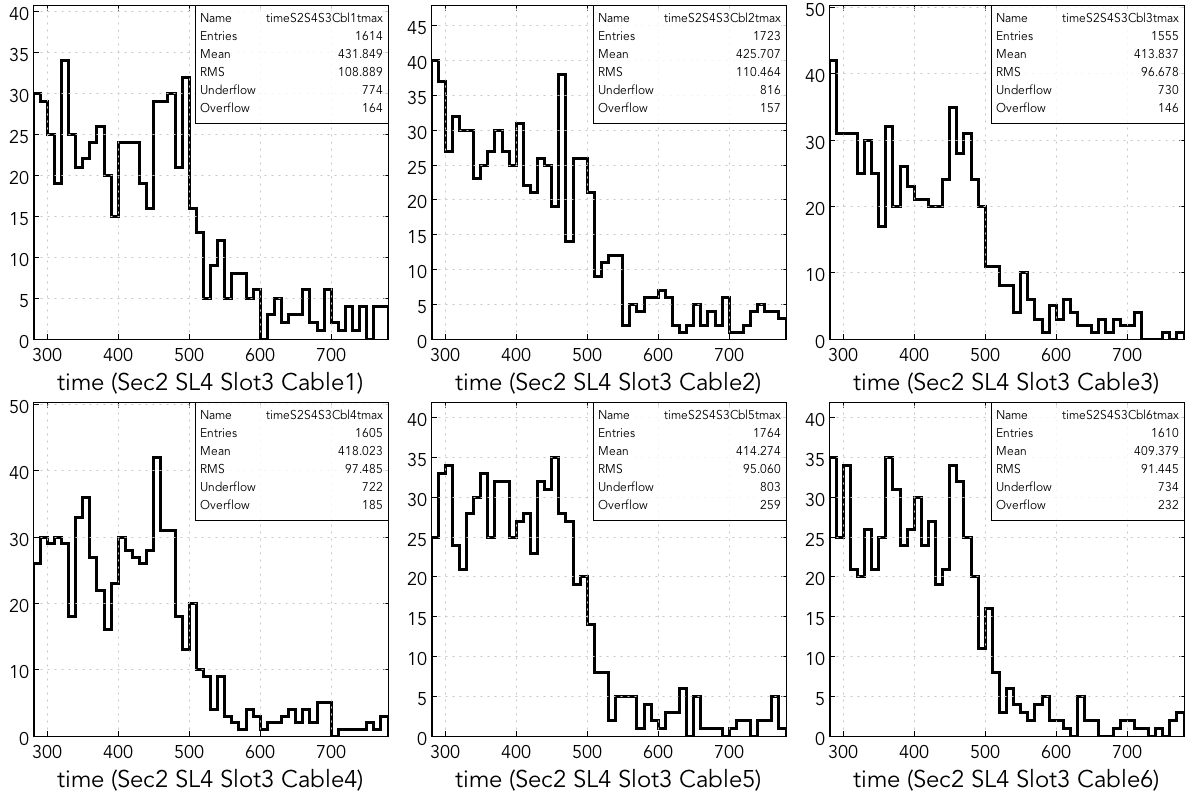 40
35
30
25
20
15
10
5
0
300 400 500 600 700
time (Sec2 SL4 Slot3 Cable1)
Name timeS2S4S3Cbl1tmax
Entries 1614
Mean 431.849
RMS 108.889
Underflow 774
Overflow 164
45
40
35
30
25
20
15
10
5
0
300 400 500 600 700
time (Sec2 SL4 Slot3 Cable2)
Name timeS2S4S3Cbl2tmax
Entries 1723
Mean 425.707
RMS 110.464
Underflow 816
Overflow 157
50
40
30
20
10
0
300 400 500 600 700
time (Sec2 SL4 Slot3 Cable3)
Name timeS2S4S3Cbl3tmax
Entries 1555
Mean 413.837
RMS 96.678
Underflow 730
Overflow 146
50
40
30
20
10
0
300 400 500 600 700
time (Sec2 SL4 Slot3 Cable4)
Name timeS2S4S3Cbl4tmax
Entries 1605
Mean 418.023
RMS 97.485
Underflow 722
Overflow 185
40
35
30
25
20
15
10
5
0
300 400 500 600 700
time (Sec2 SL4 Slot3 Cable5)
Name timeS2S4S3Cbl5tmax
Entries 1764
Mean 414.274
RMS 95.060
Underflow 803
Overflow 259
40
35
30
25
20
15
10
5
0
300 400 500 600 700
time (Sec2 SL4 Slot3 Cable6)
Name timeS2S4S3Cbl6tmax
Entries 1610
Mean 409.379
RMS 91.445
Underflow 734
Overflow 232